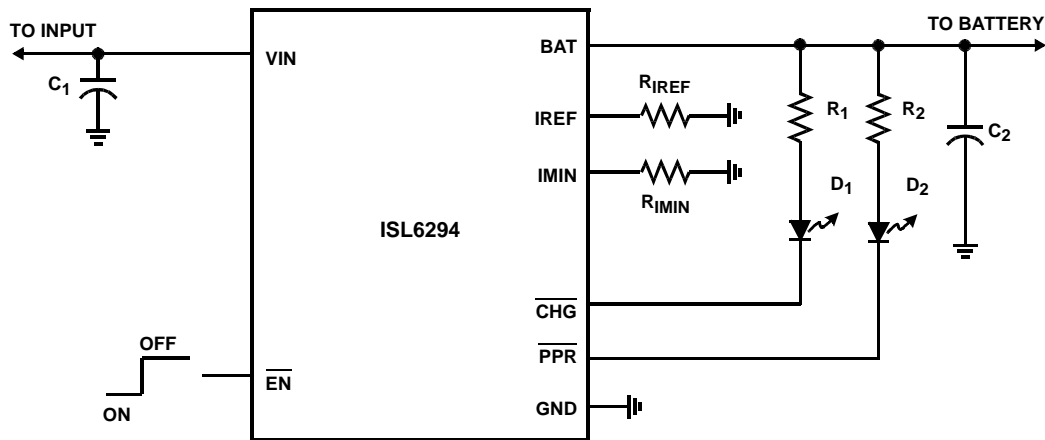 TO INPUT
C1
VIN
BAT
TO BATTERY
RIREF
IREF
IMIN
RIMIN
R1
R2
C2
D1
D2
ISL6294
CHG
PPR
OFF
ON
EN
GND